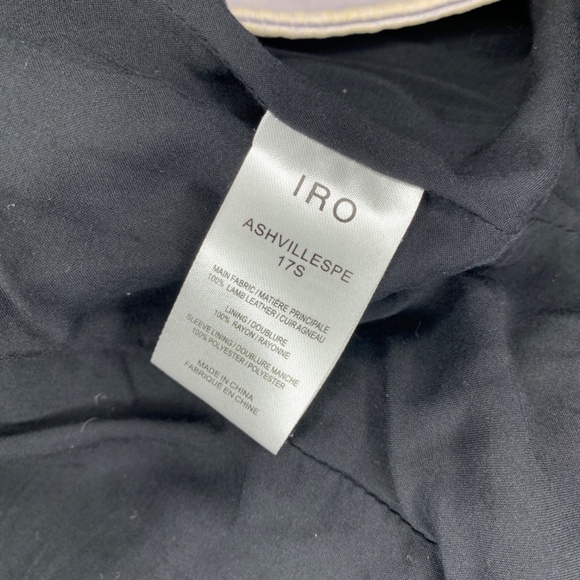 IRO
ASHVILLESPE
17S
MAIN FABRIC / MATIÈRE PRINCIPALE
100% LAMB LEATHER / CUIR AGNEAU
LINING / DOUBLURE
100% RAYON / RAYONNE
SLEEVE LINING / DOUBLURE MANCHE
100% POLYESTER / POLYESTER
MADE IN CHINA
FABRIQUE EN CHINE